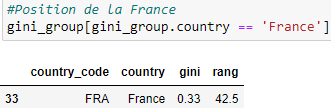 #Position de la France
gini_group[gini_group.country == 'France']
country_code country gini rang
33 FRA France 0.33 42.5